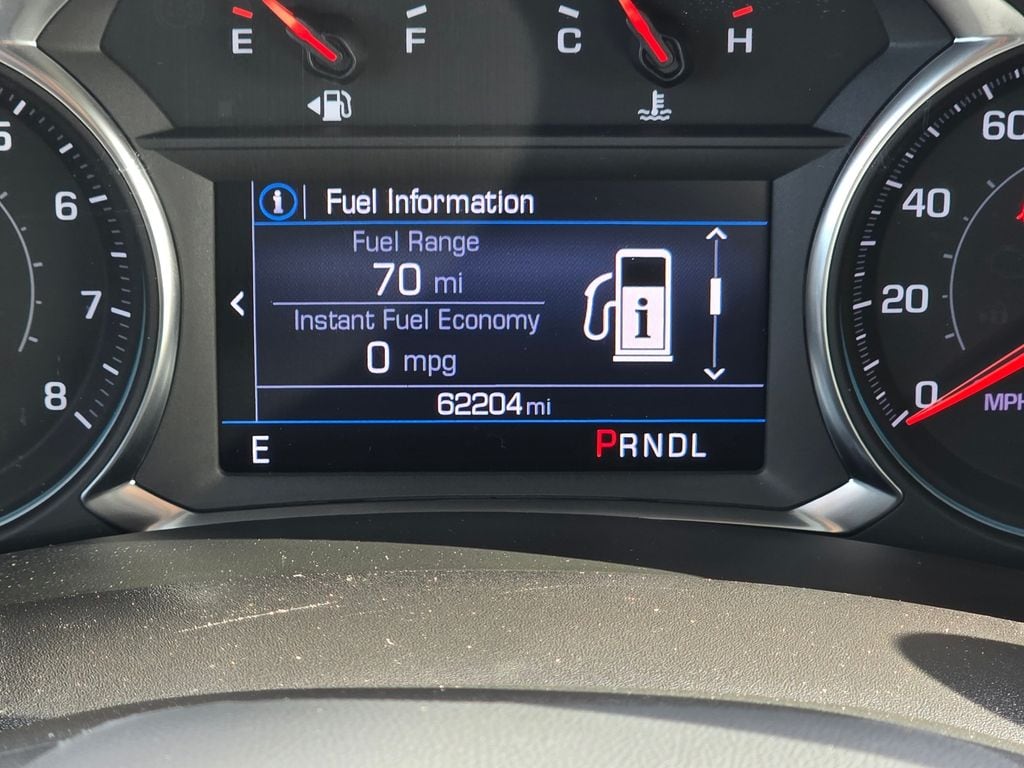 E F C H
5
6
7
8
i Fuel Information
Fuel Range
70 mi
Instant Fuel Economy
0 mpg
i
62204 mi
E PRNDL
60
40
20
0
MPH